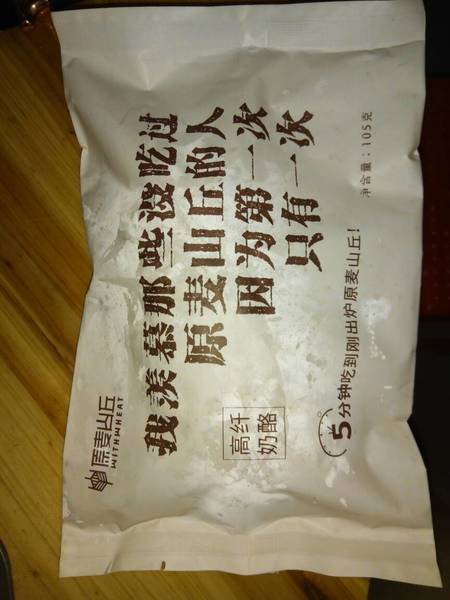 原麦山丘
WITHWHEAT
我羡慕那些没吃过
原麦山丘的人
因为第一次
只有一次
高纤
奶酪
5分钟吃到刚出炉原麦山丘!
净含量:105克